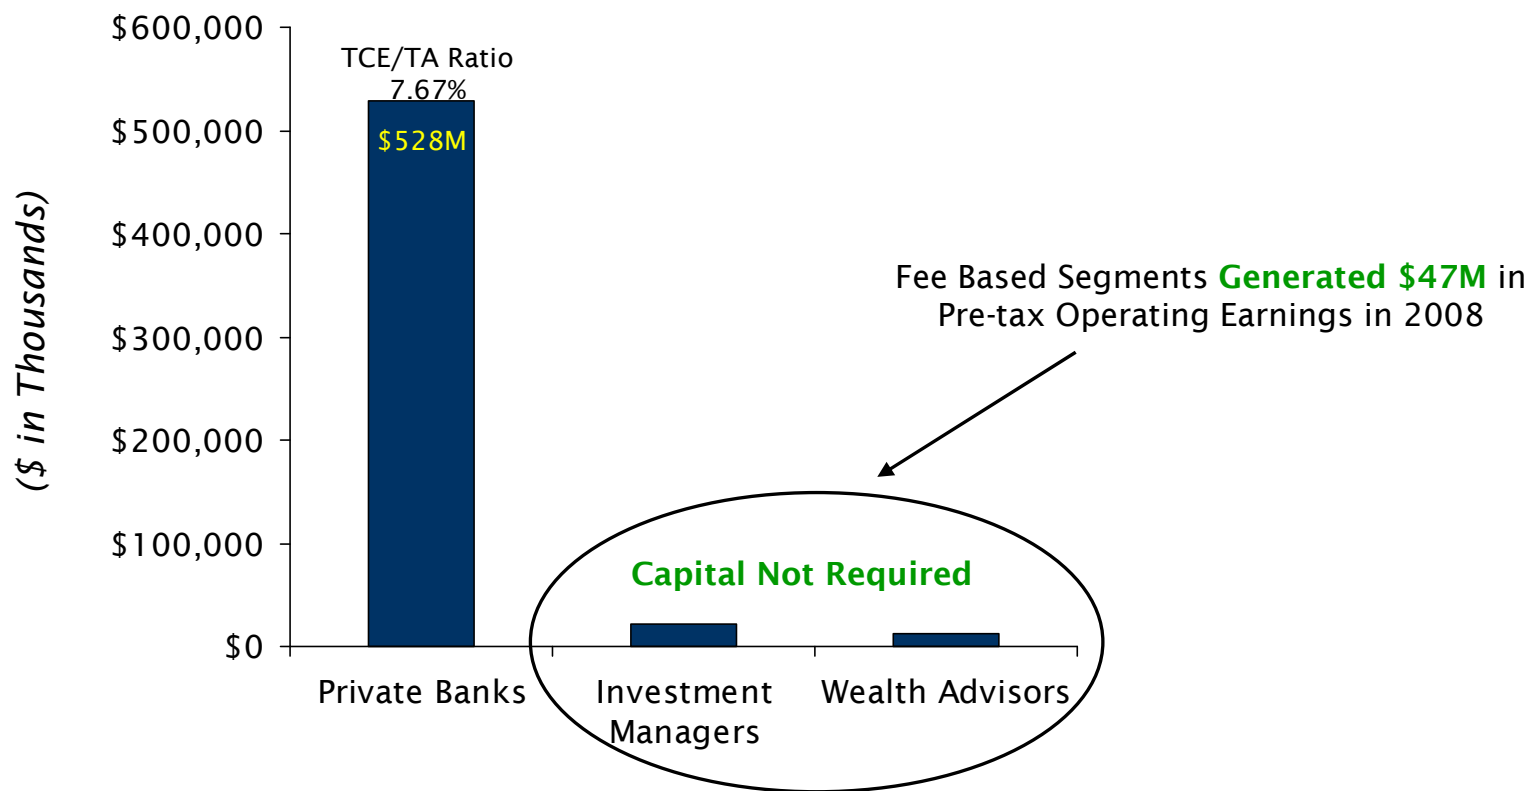 $600,000
TCE/TA Ratio
7.67%
$500,000
$528M
$400,000
($ in Thousands)
Fee Based Segments Generated $47M in
Pre-tax Operating Earnings in 2008
$300,000
$200,000
$100,000
Capital Not Required
$0
Private Banks
Investment
Managers
Wealth Advisors